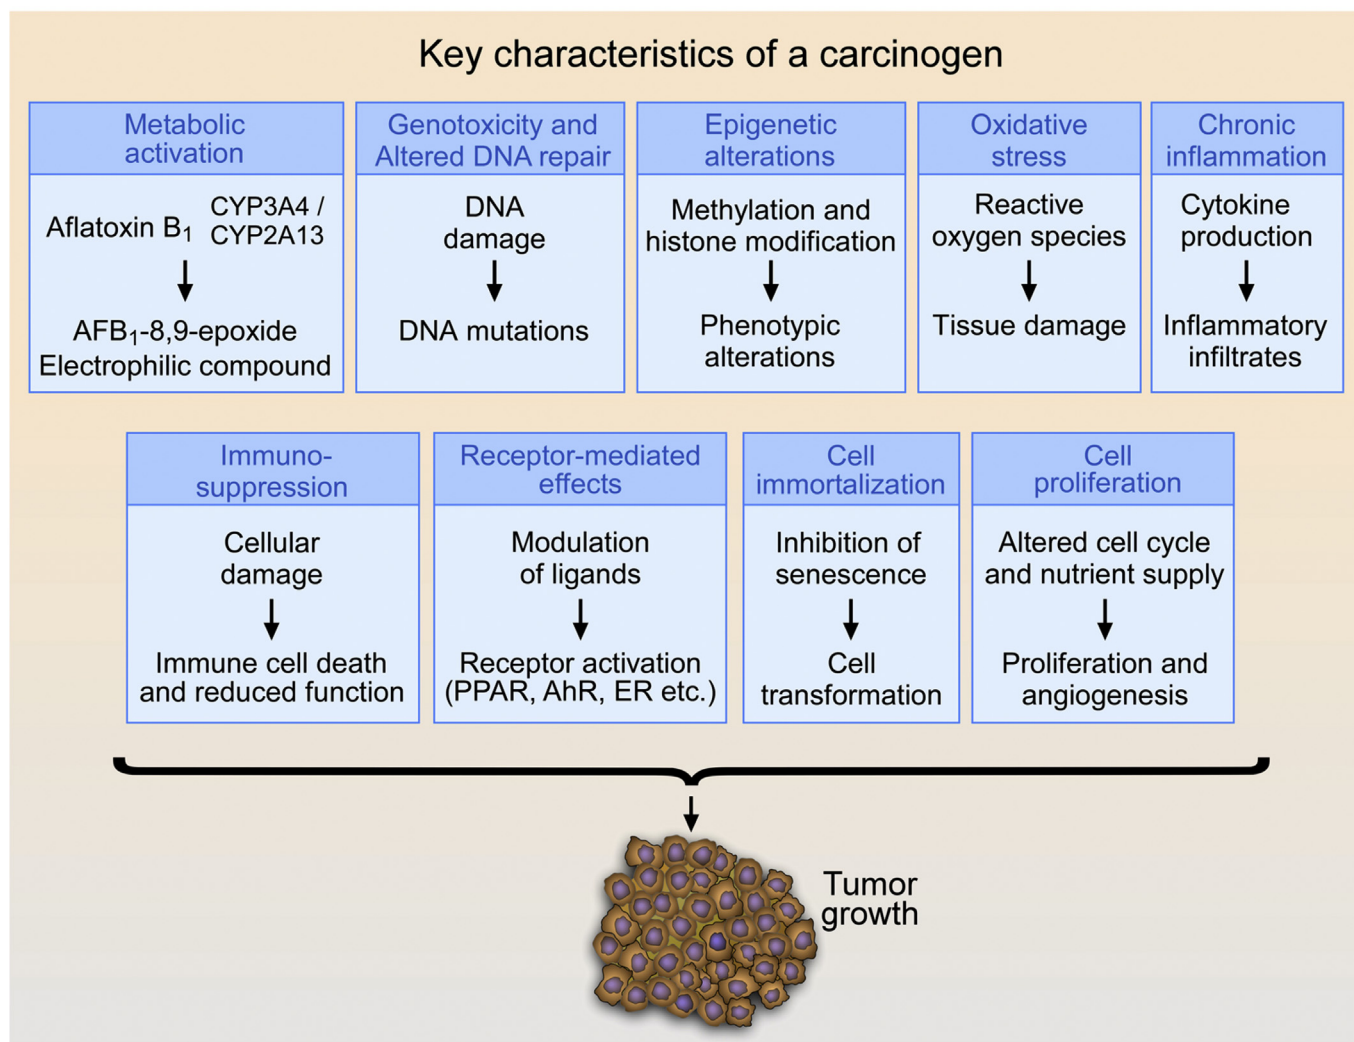 Key characteristics of a carcinogen
Metabolic
activation
Aflatoxin B₁
CYP3A4 /
CYP2A13
AFB₁-8,9-epoxide
Electrophilic compound
Genotoxicity and
Altered DNA repair
DNA
damage
DNA mutations
Epigenetic
alterations
Methylation and
histone modification
Phenotypic
alterations
Oxidative
stress
Reactive
oxygen species
Tissue damage
Chronic
inflammation
Cytokine
production
Inflammatory
infiltrates
Immuno-
suppression
Cellular
damage
Immune cell death
and reduced function
Receptor-mediated
effects
Modulation
of ligands
Receptor activation
(PPAR, AhR, ER etc.)
Cell
immortalization
Inhibition of
senescence
Cell
transformation
Cell
proliferation
Altered cell cycle
and nutrient supply
Proliferation and
angiogenesis
Tumor
growth